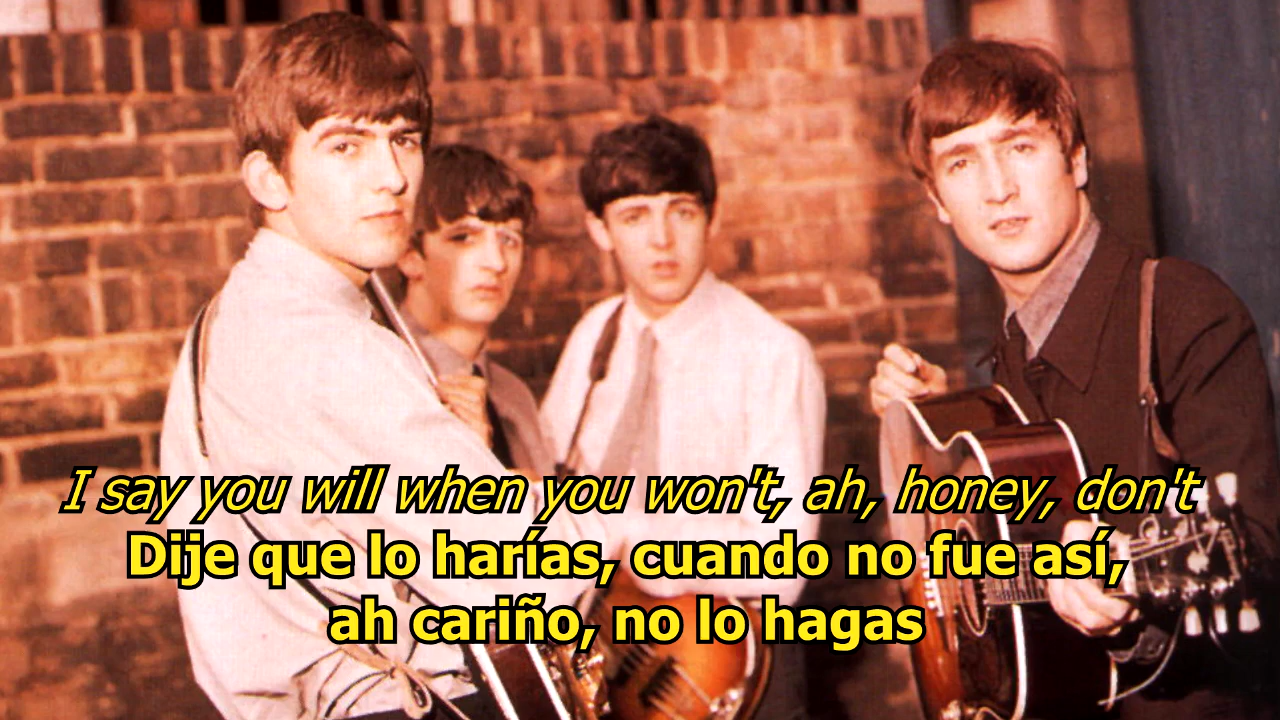 I say you will when you won't, ah, honey, don't
Dije que lo harías, cuando no fue así,
ah cariño, no lo hagas